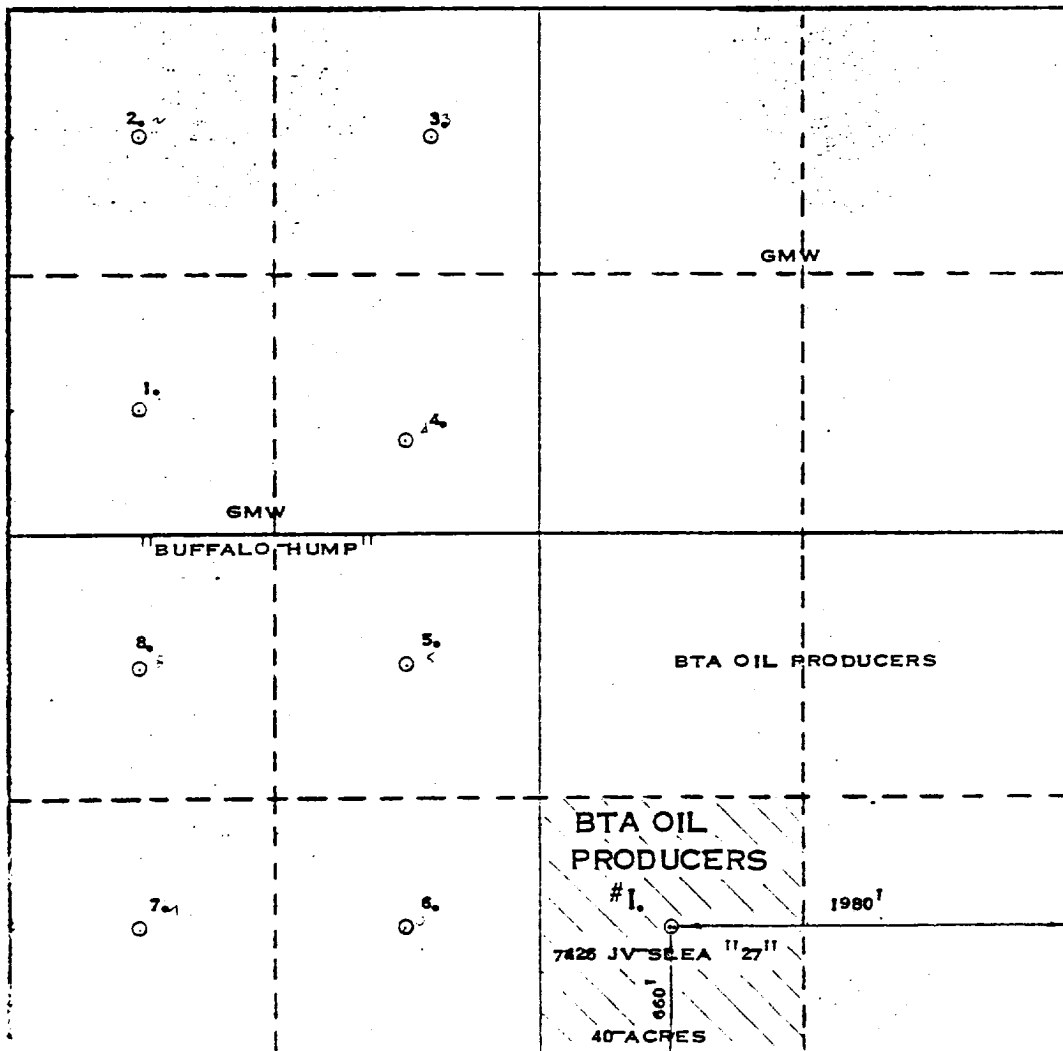 2.
3.
GMW
1.
4.
GMW
"BUFFALO HUMP"
8.
5.
BTA OIL PRODUCERS
BTA OIL
PRODUCERS
#1.
1980'
7.
6.
JV "27"
660'
40 ACRES